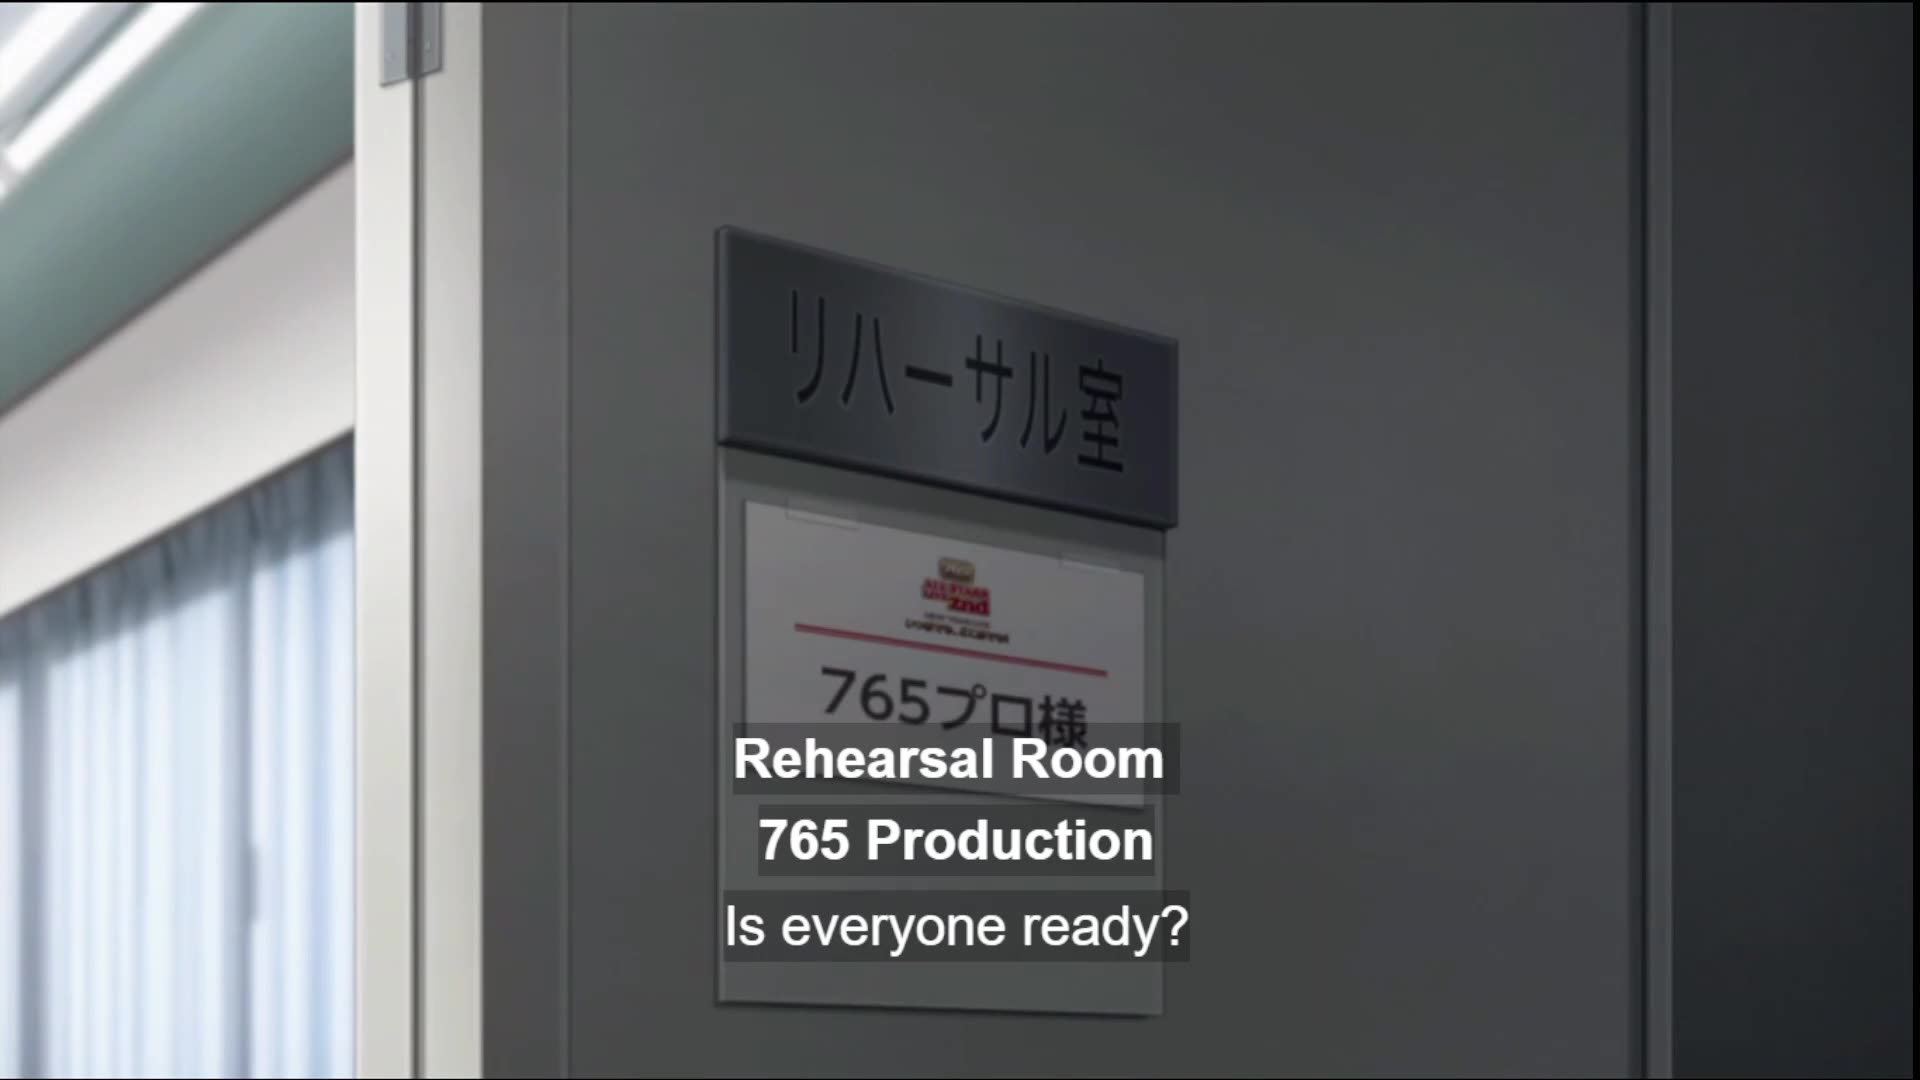 リハーサル室
2nd
765プロ様
Rehearsal Room
765 Production
Is everyone ready?